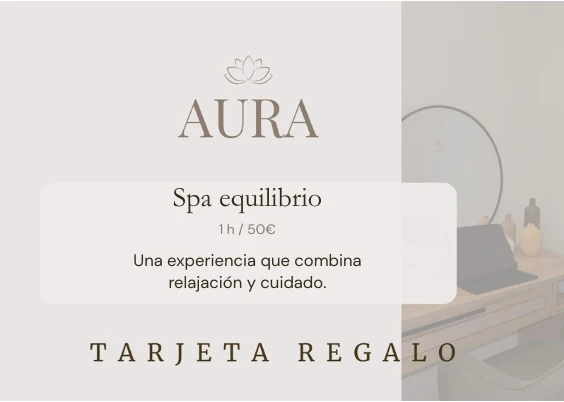 AURA
Spa equilibrio
1 h / 50€
Una experiencia que combina
relajación y cuidado.
TARJETA REGALO